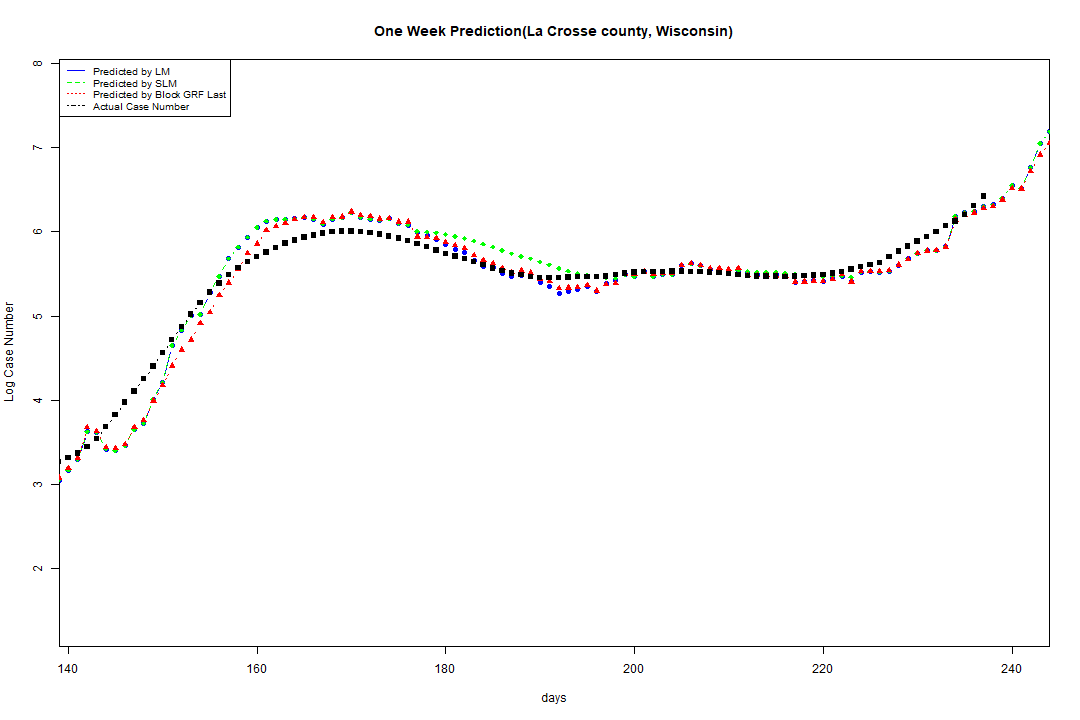 One Week Prediction(La Crosse county, Wisconsin)
Predicted by LM
Predicted by SLM
Predicted by Block GRF Last
Actual Case Number
8
7
6
5
4
3
2
Log Case Number
140 160 180 200 220 240
days